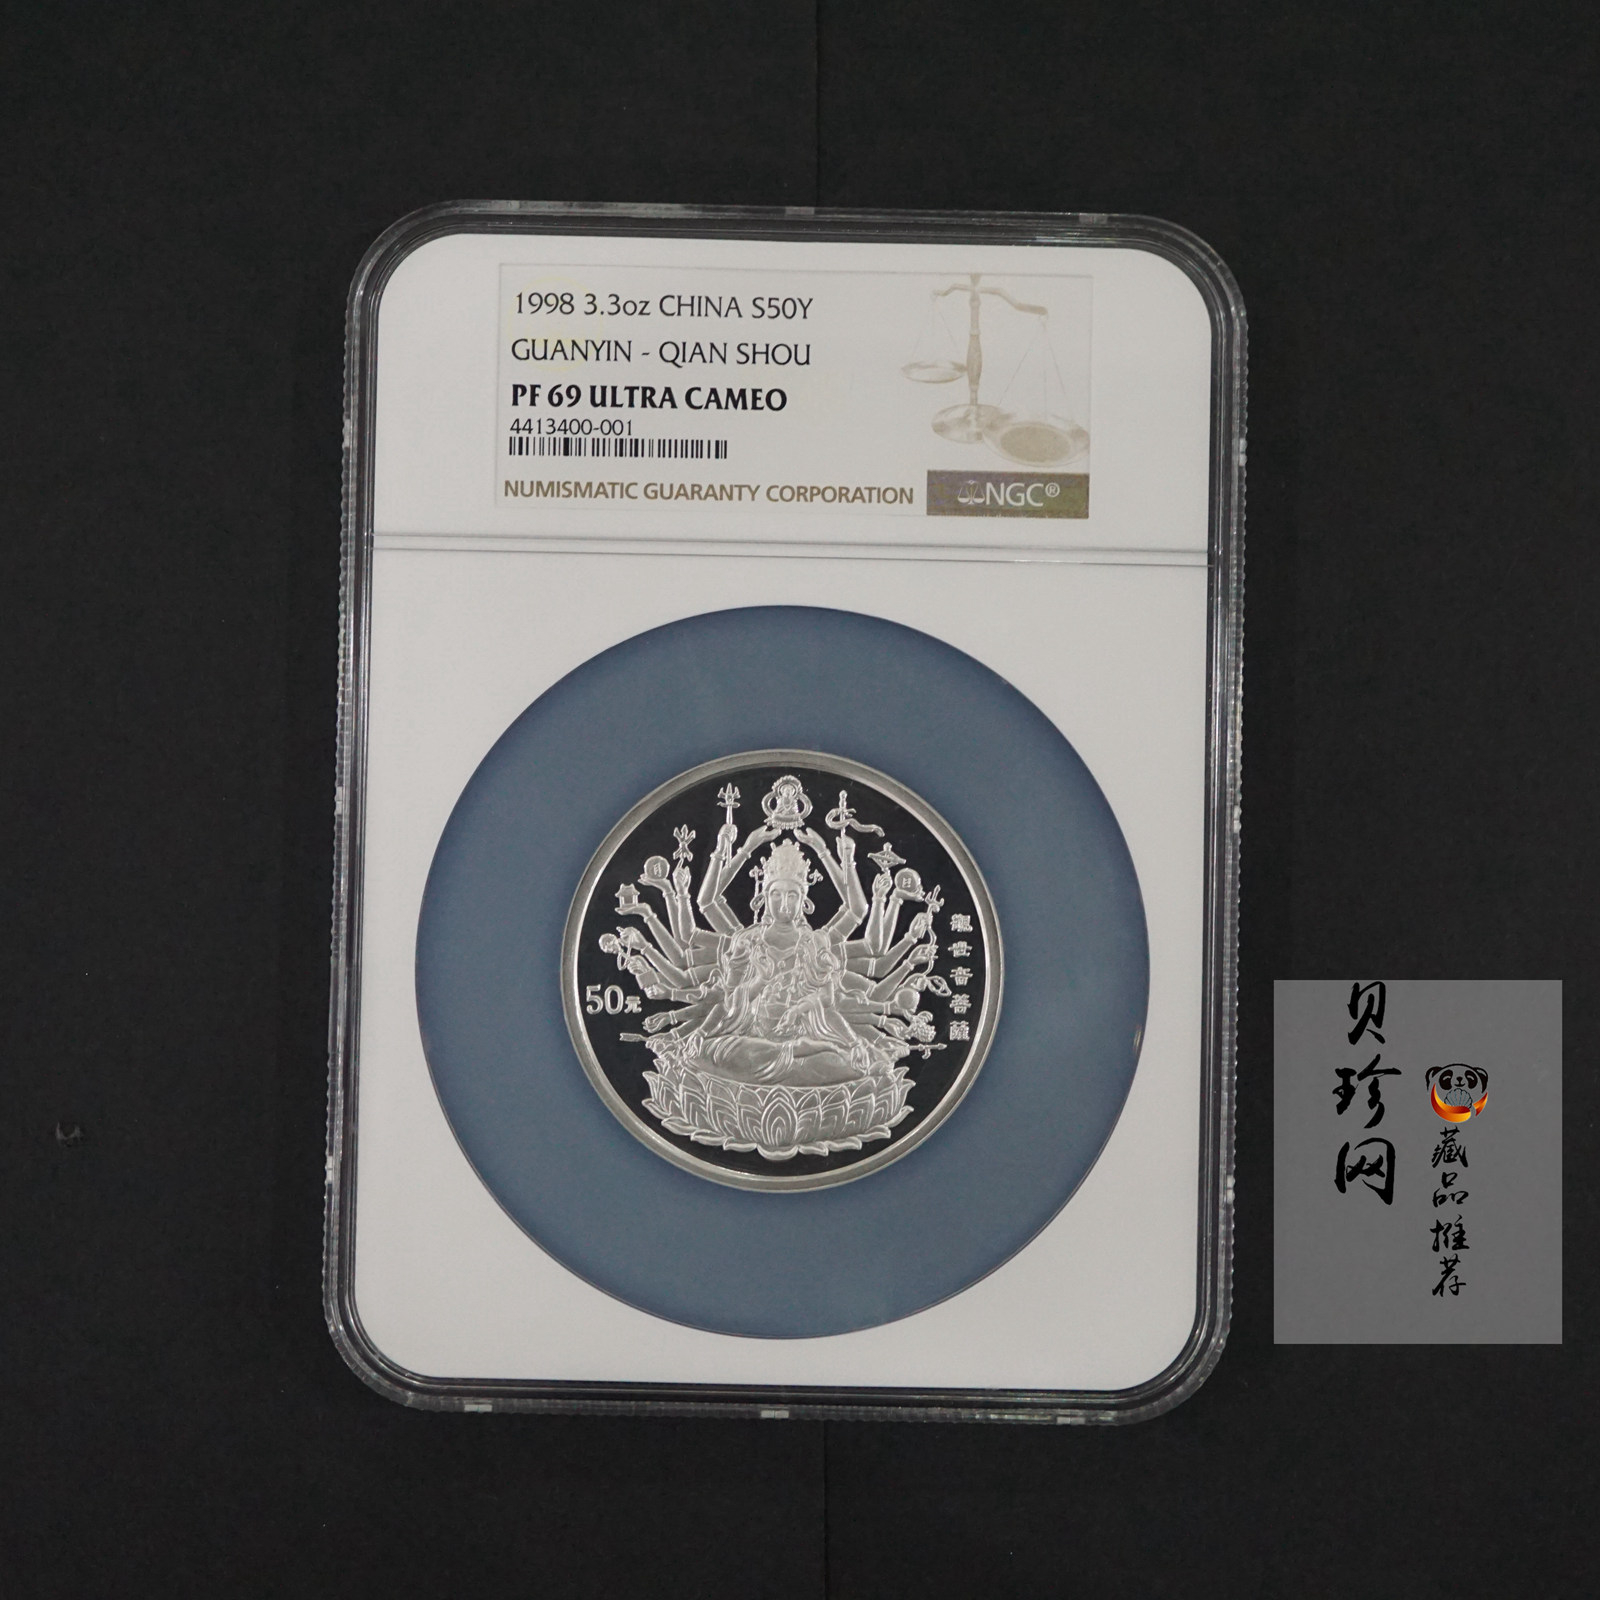 1998 3.3oz CHINA S50Y
GUANYIN - QIAN SHOU
PF 69 ULTRA CAMEO
4413400-001
NUMISMATIC GUARANTY CORPORATION
NGC®
50元
觀世音菩薩
贝珍网
藏品推荐